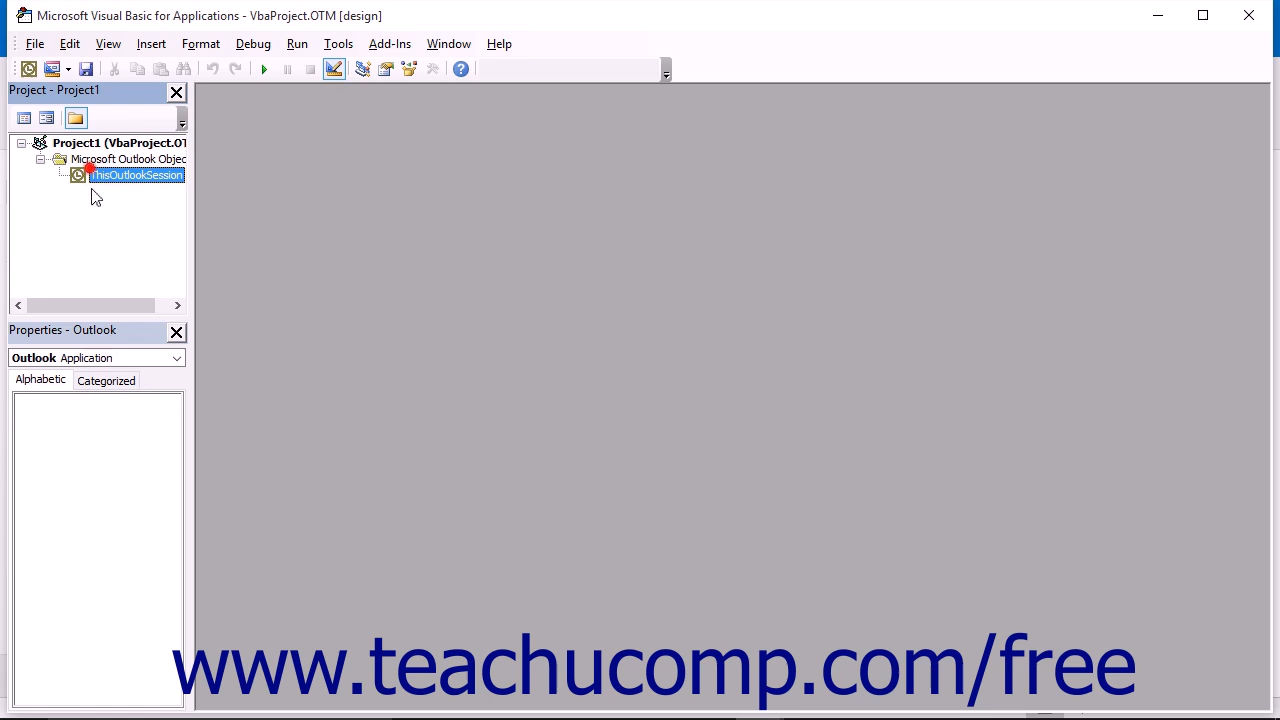 Microsoft Visual Basic for Applications - VbaProject.OTM [design]
File Edit View Insert Format Debug Run Tools Add-Ins Window Help
Project - Project1
Project1 (VbaProject.OT
Microsoft Outlook Objec
ThisOutlookSession
Properties - Outlook
Outlook Application
Alphabetic Categorized
www.teachucomp.com/free